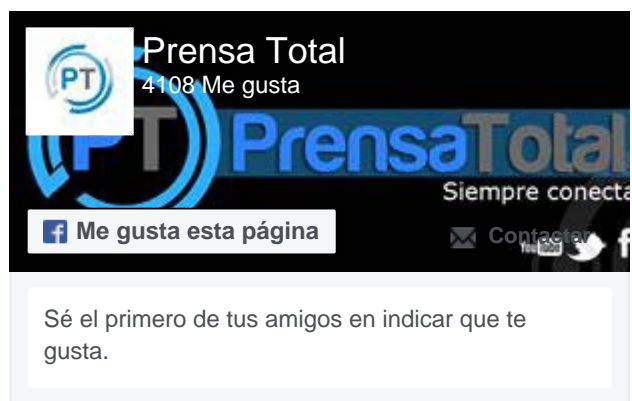 PT
Prensa Total
4108 Me gusta
PT PrensaTotal
Siempre conecta
Me gusta esta página
Contactar
YouTube
Sé el primero de tus amigos en indicar que te
gusta.